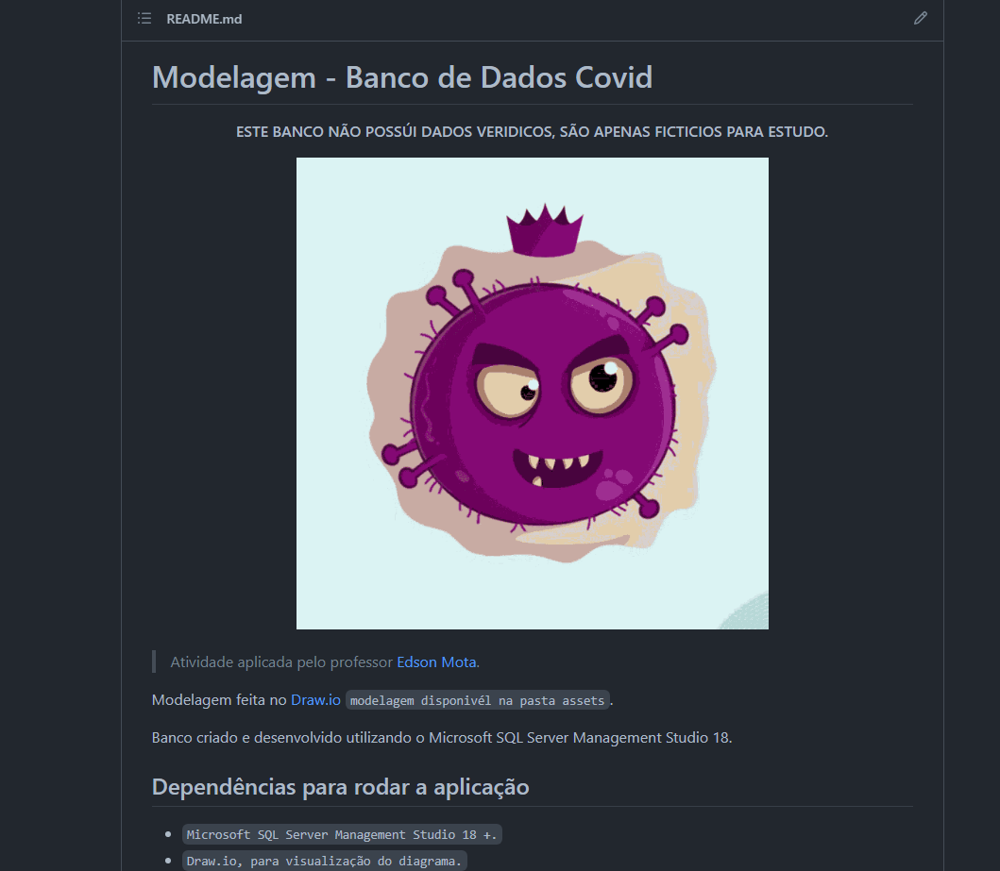 README.md
Modelagem - Banco de Dados Covid
ESTE BANCO NÃO POSSÚI DADOS VERIDICOS, SÃO APENAS FICTICIOS PARA ESTUDO.
Atividade aplicada pelo professor Edson Mota.
Modelagem feita no Draw.io modelagem disponivél na pasta assets.
Banco criado e desenvolvido utilizando o Microsoft SQL Server Management Studio 18.
Dependências para rodar a aplicação
Microsoft SQL Server Management Studio 18 +.
Draw.io, para visualização do diagrama.